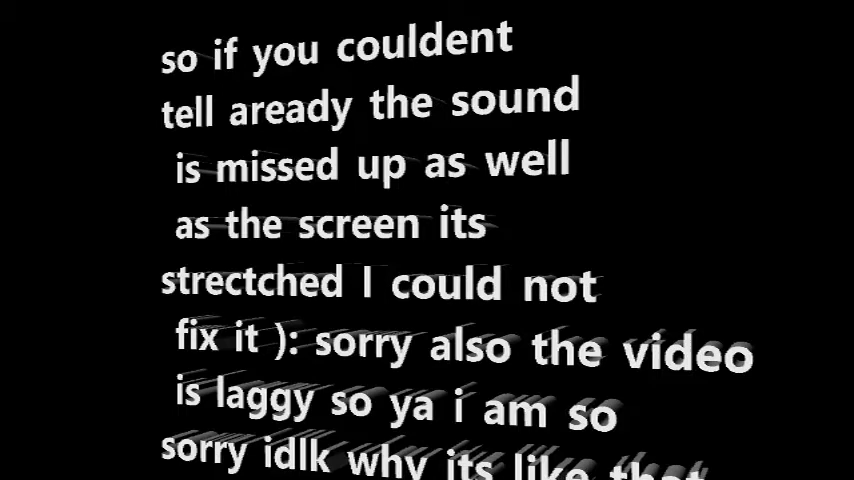 so if you couldent
tell aready the sound
is missed up as well
as the screen its
strectched I could not
fix it ): sorry also the video
is laggy so ya i am so
sorry idlk why its like that